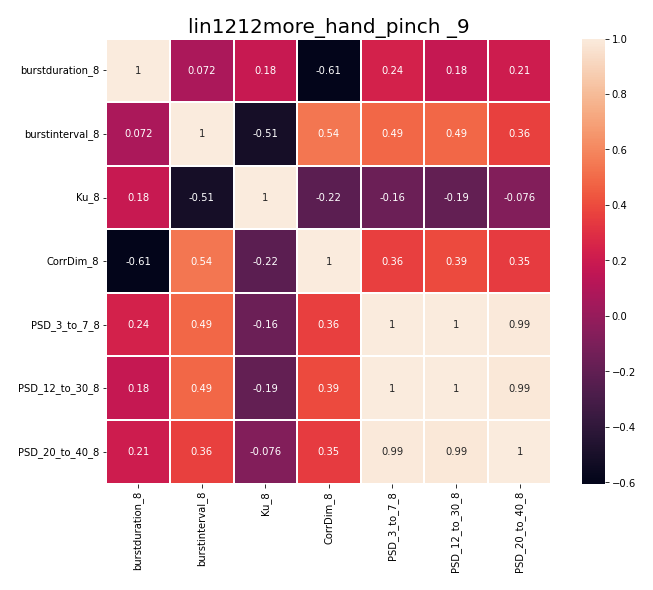 lin1212more_hand_pinch _9
burstduration_8 1 0.072 0.18 -0.61 0.24 0.18 0.21
burstinterval_8 0.072 1 -0.51 0.54 0.49 0.49 0.36
Ku_8 0.18 -0.51 1 -0.22 -0.16 -0.19 -0.076
CorrDim_8 -0.61 0.54 -0.22 1 0.36 0.39 0.35
PSD_3_to_7_8 0.24 0.49 -0.16 0.36 1 1 0.99
PSD_12_to_30_8 0.18 0.49 -0.19 0.39 1 1 0.99
PSD_20_to_40_8 0.21 0.36 -0.076 0.35 0.99 0.99 1
burstduration_8
burstinterval_8
Ku_8
CorrDim_8
PSD_3_to_7_8
PSD_12_to_30_8
PSD_20_to_40_8
1.0
0.8
0.6
0.4
0.2
0.0
−0.2
−0.4
−0.6